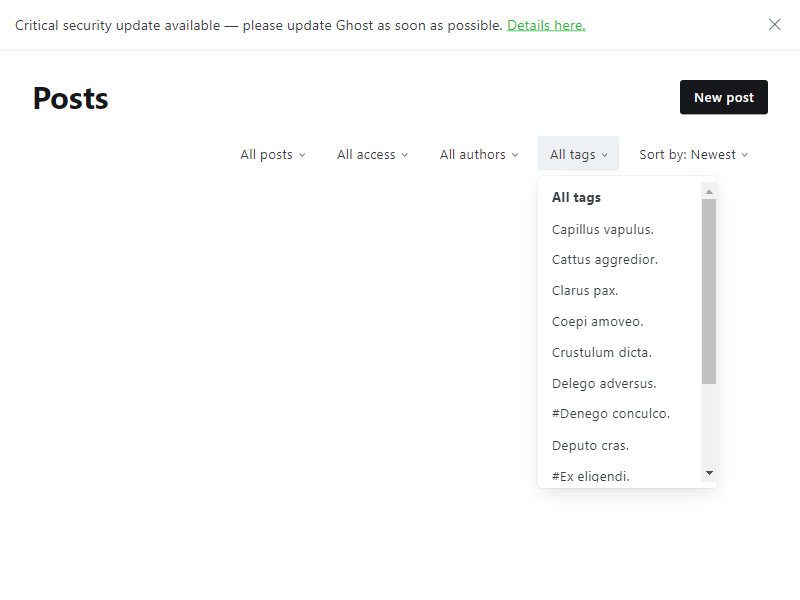 Critical security update available — please update Ghost as soon as possible. Details here.
Posts
New post
All posts
All access
All authors
All tags
Sort by: Newest
All tags
Capillus vapulus.
Cattus aggredior.
Clarus pax.
Coepi amoveo.
Crustulum dicta.
Delego adversus.
#Denego conculco.
Deputo cras.
#Ex eligendi.